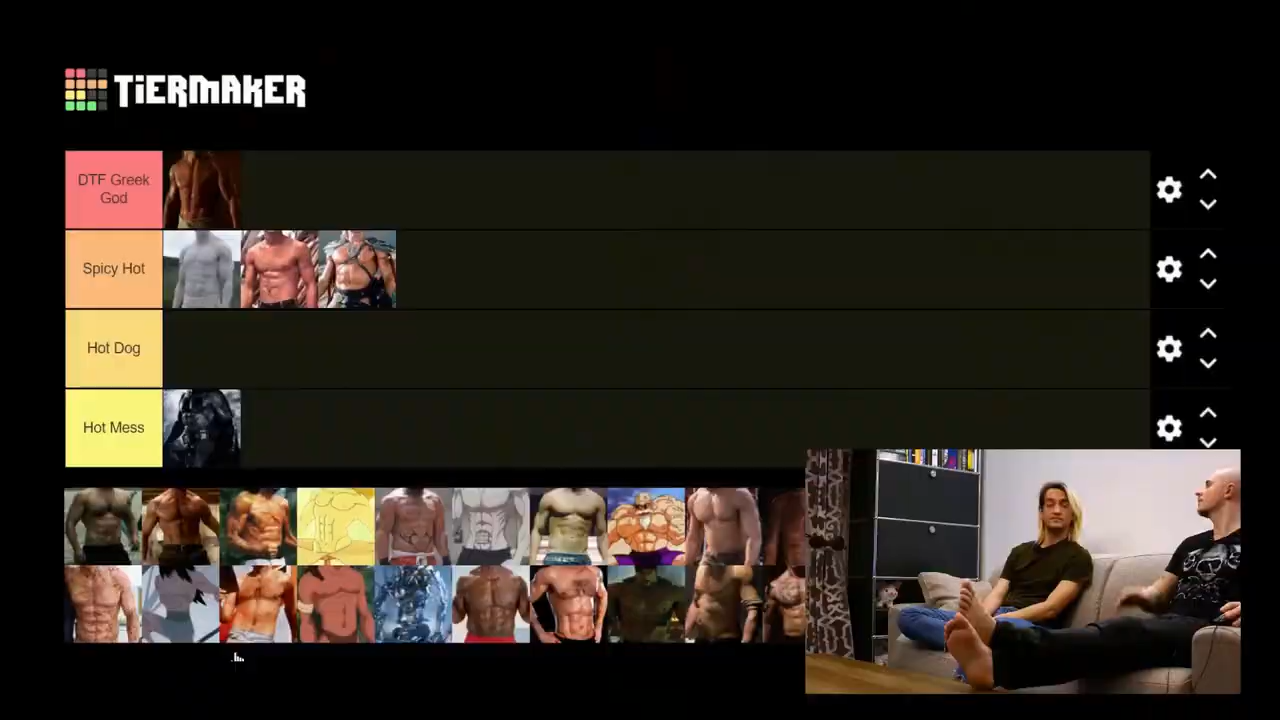 TiERMAKER
DTF Greek
God
Spicy Hot
Hot Dog
Hot Mess